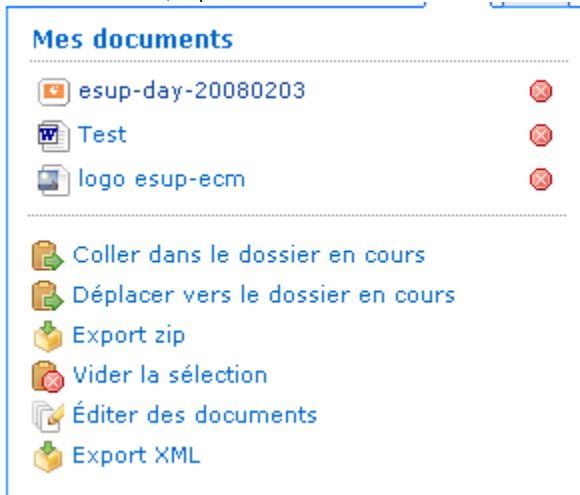 Mes documents
esup-day-20080203
Test
logo esup-ecm
Coller dans le dossier en cours
Déplacer vers le dossier en cours
Export zip
Vider la sélection
Éditer des documents
Export XML